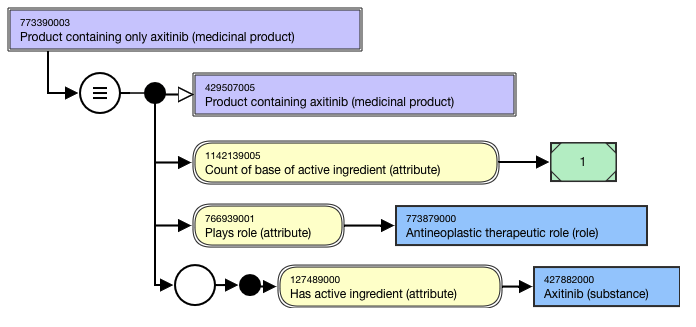 773390003
Product containing only axitinib (medicinal product)
429507005
Product containing axitinib (medicinal product)
1142139005
Count of base of active ingredient (attribute)
1
766939001
Plays role (attribute)
773879000
Antineoplastic therapeutic role (role)
127489000
Has active ingredient (attribute)
427882000
Axitinib (substance)